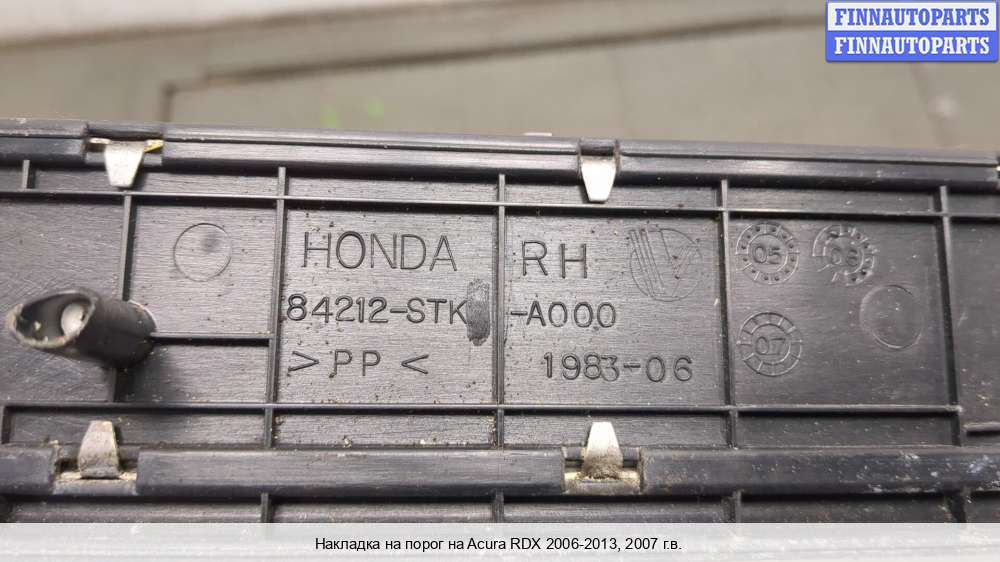 FINNAUTOPARTS
FINNAUTOPARTS
HONDA RH
84212-STK -A000
>PP< 1983-06
05 06
07
Накладка на порог на Acura RDX 2006-2013, 2007 г.в.